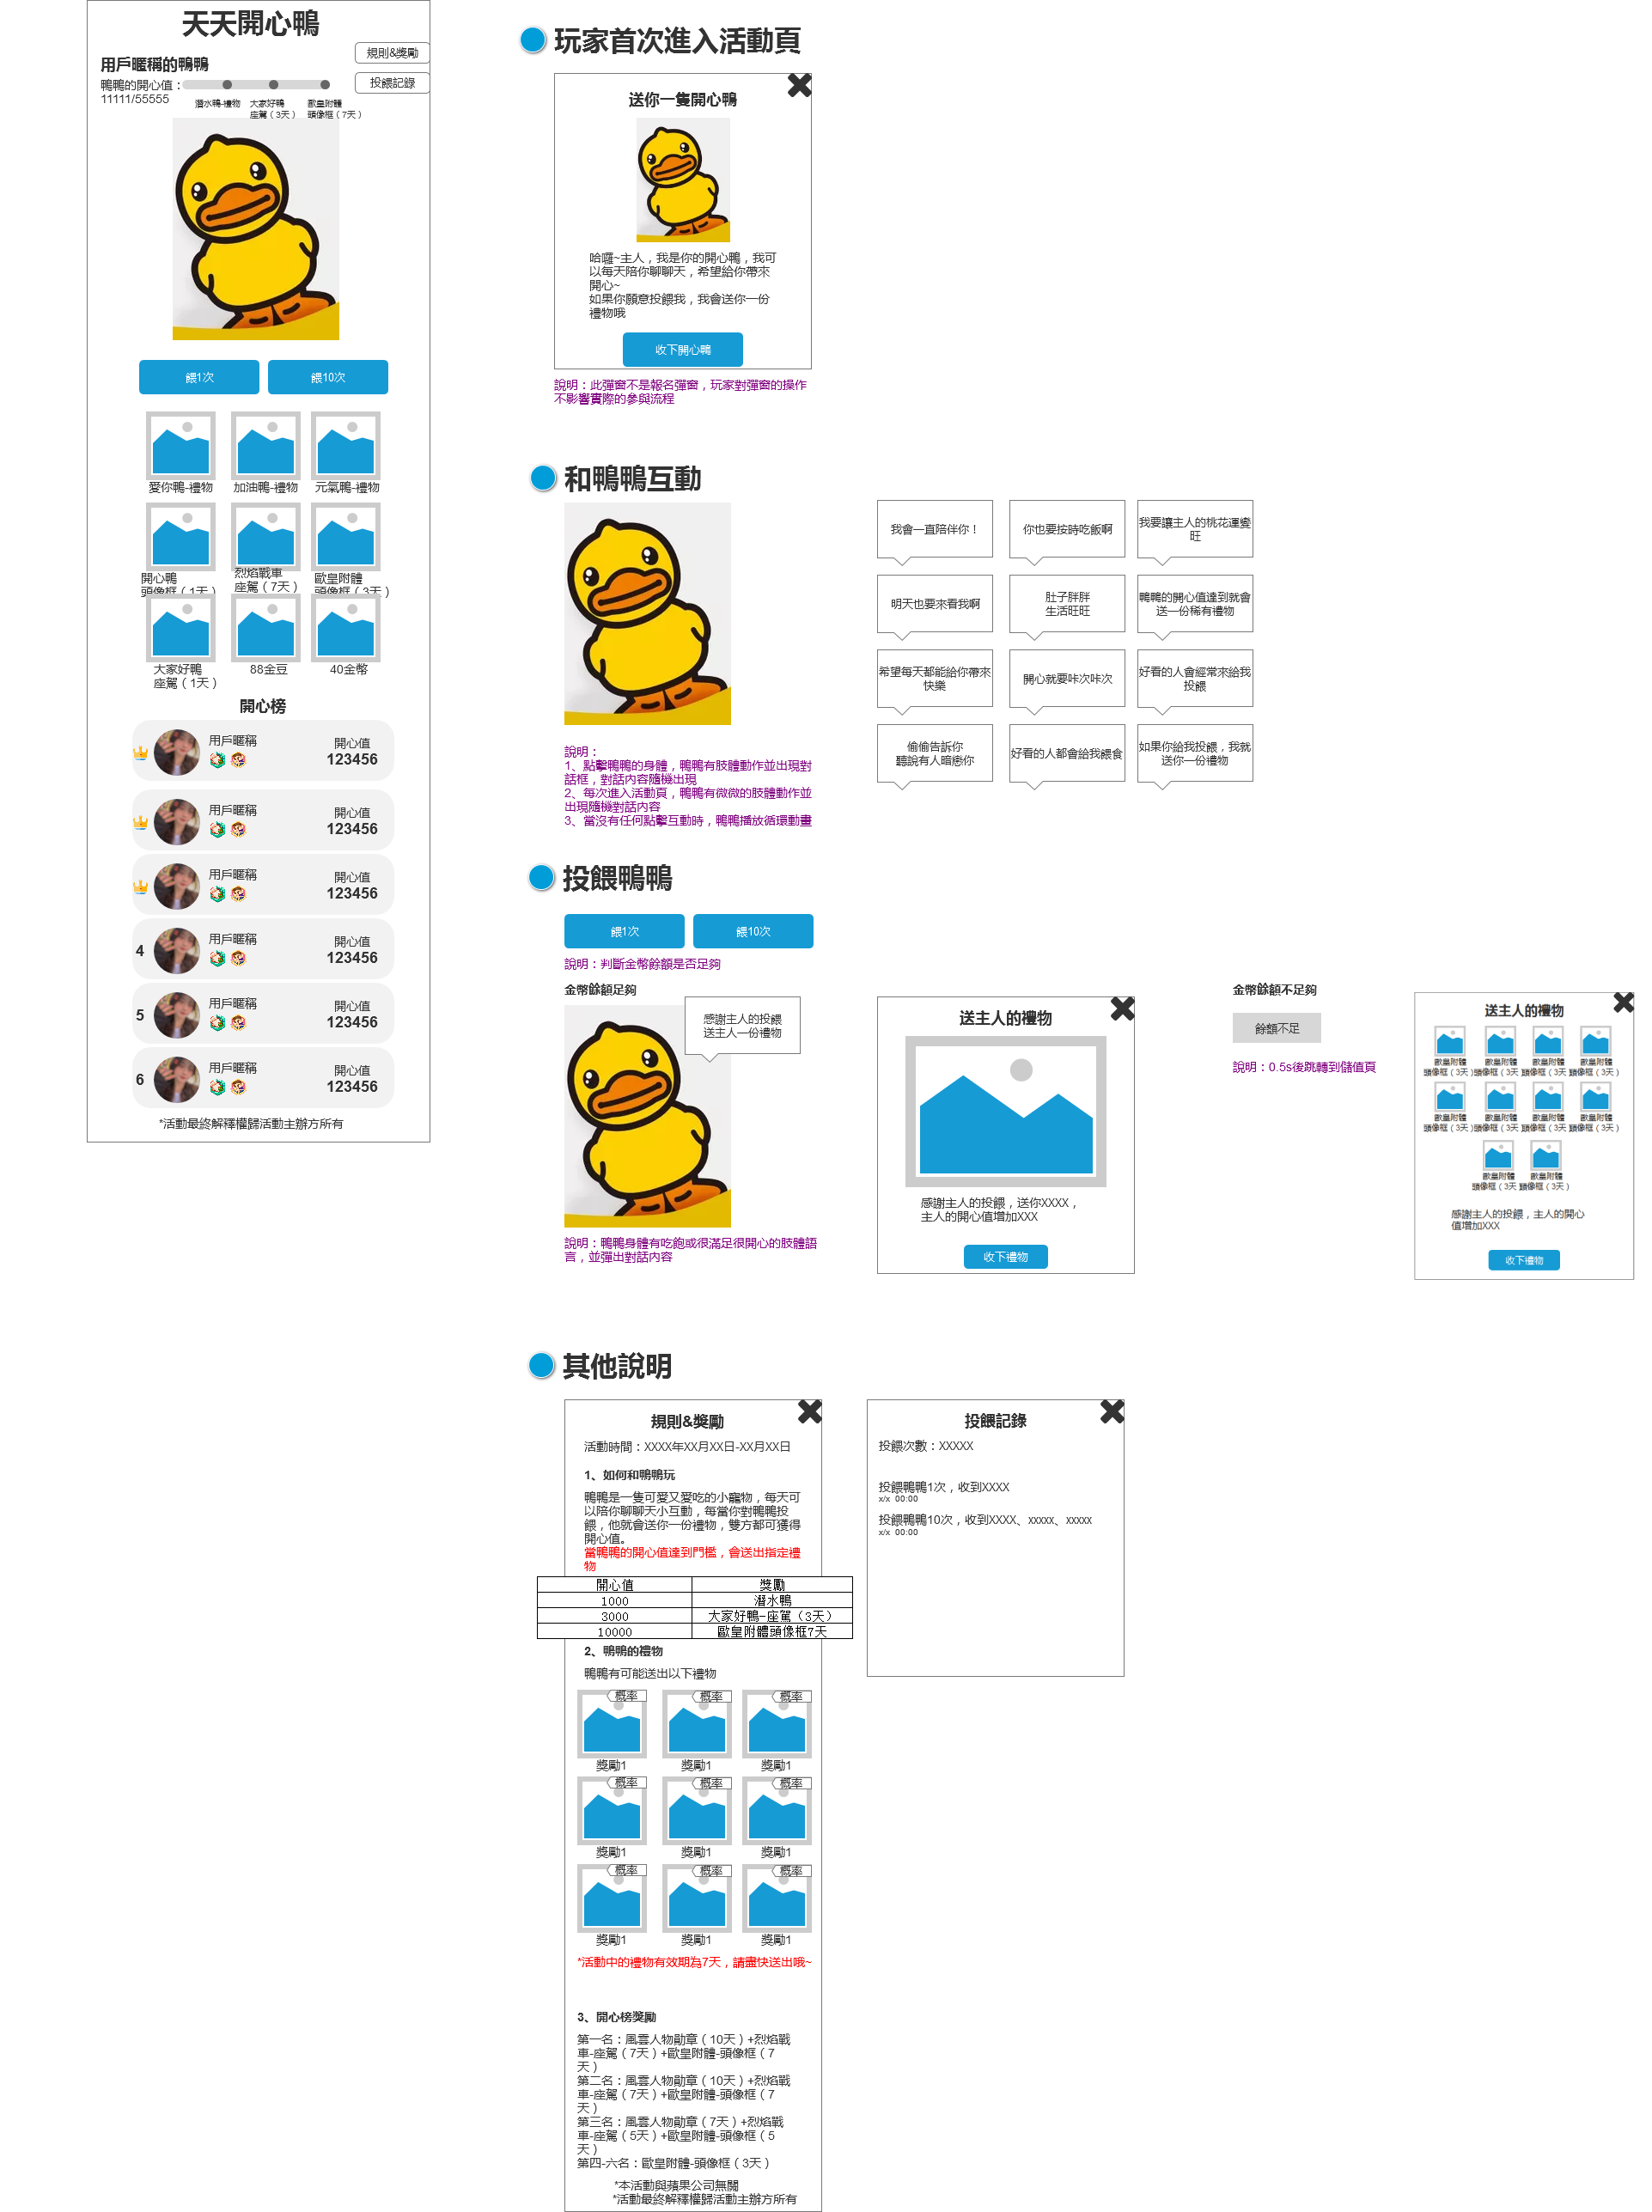 天天開心鴨
規則&獎勵
用戶暱稱的鴨鴨
投餵記錄
鴨鴨的開心值：
11111/55555
潛水鴨-禮物
大家好鴨
座駕（3天）
歐皇附體
頭像框（7天）
餵1次
餵10次
愛你鴨-禮物
加油鴨-禮物
元氣鴨-禮物
開心鴨
頭像框（1天）
烈焰戰車
座駕（7天）
歐皇附體
頭像框（3天）
大家好鴨
座駕（1天）
88金豆
40金幣
開心榜
用戶暱稱
開心值
123456
用戶暱稱
開心值
123456
用戶暱稱
開心值
123456
4
用戶暱稱
開心值
123456
5
用戶暱稱
開心值
123456
6
用戶暱稱
開心值
123456
*活動最終解釋權歸活動主辦方所有
玩家首次進入活動頁
送你一隻開心鴨
哈囉~主人，我是你的開心鴨，我可
以每天陪你聊聊天，希望給你帶來
開心~
如果你願意投餵我，我會送你一份
禮物哦
收下開心鴨
說明：此彈窗不是報名彈窗，玩家對彈窗的操作
不影響實際的參與流程
和鴨鴨互動
我會一直陪伴你！
你也要按時吃飯啊
我要讓主人的桃花運變
旺
明天也要來看我啊
肚子胖胖
生活旺旺
鴨鴨的開心值達到就會
送一份稀有禮物
希望每天都能給你帶來
快樂
開心就要咔次咔次
好看的人會經常來給我
投餵
偷偷告訴你
聽說有人暗戀你
好看的人都會給我餵食
如果你給我投餵，我就
送你一份禮物
說明：
1、點擊鴨鴨的身體，鴨鴨有肢體動作並出現對
話框，對話內容隨機出現
2、每次進入活動頁，鴨鴨有微微的肢體動作並
出現隨機對話內容
3、當沒有任何點擊互動時，鴨鴨播放循環動畫
投餵鴨鴨
餵1次
餵10次
說明：判斷金幣餘額是否足夠
金幣餘額足夠
感謝主人的投餵
送主人一份禮物
說明：鴨鴨身體有吃飽或很滿足很開心的肢體語
言，並彈出對話內容
送主人的禮物
感謝主人的投餵，送你XXXX，
主人的開心值增加XXX
收下禮物
金幣餘額不足夠
餘額不足
說明：0.5s後跳轉到儲值頁
送主人的禮物
歐皇附體
頭像框（3天）
歐皇附體
頭像框（3天
歐皇附體
頭像框（3天
歐皇附體
頭像框（3天）
歐皇附體
頭像框（3天）
歐皇附體
頭像框（3天
歐皇附體
頭像框（3天
歐皇附體
頭像框（3天）
歐皇附體
頭像框（3天
歐皇附體
頭像框（3天）
感謝主人的投餵，主人的開心
值增加XXX
收下禮物
其他說明
規則&獎勵
活動時間：XXXX年XX月XX日-XX月XX日
1、如何和鴨鴨玩
鴨鴨是一隻可愛又愛吃的小寵物，每天可
以陪你聊聊天小互動，每當你對鴨鴨投
餵，他就會送你一份禮物，雙方都可獲得
開心值。
當鴨鴨的開心值達到門檻，會送出指定禮
物
開心值 獎勵
1000 潛水鴨
3000 大家好鴨-座駕（3天）
10000 歐皇附體頭像框7天
2、鴨鴨的禮物
鴨鴨有可能送出以下禮物
概率
概率
概率
獎勵1
獎勵1
獎勵1
概率
概率
概率
獎勵1
獎勵1
獎勵1
概率
概率
概率
獎勵1
獎勵1
獎勵1
*活動中的禮物有效期為7天，請盡快送出哦~
3、開心榜獎勵
第一名：風雲人物勛章（10天）+烈焰戰
車-座駕（7天）+歐皇附體-頭像框（7
天）
第二名：風雲人物勛章（10天）+烈焰戰
車-座駕（7天）+歐皇附體-頭像框（7
天）
第三名：風雲人物勛章（7天）+烈焰戰
車-座駕（5天）+歐皇附體-頭像框（5
天）
第四-六名：歐皇附體-頭像框（3天）
*本活動與蘋果公司無關
*活動最終解釋權歸活動主辦方所有
投餵記錄
投餵次數：XXXXX
投餵鴨鴨1次，收到XXXX
x/x 00:00
投餵鴨鴨10次，收到XXXX、xxxxx、xxxxx
x/x 00:00